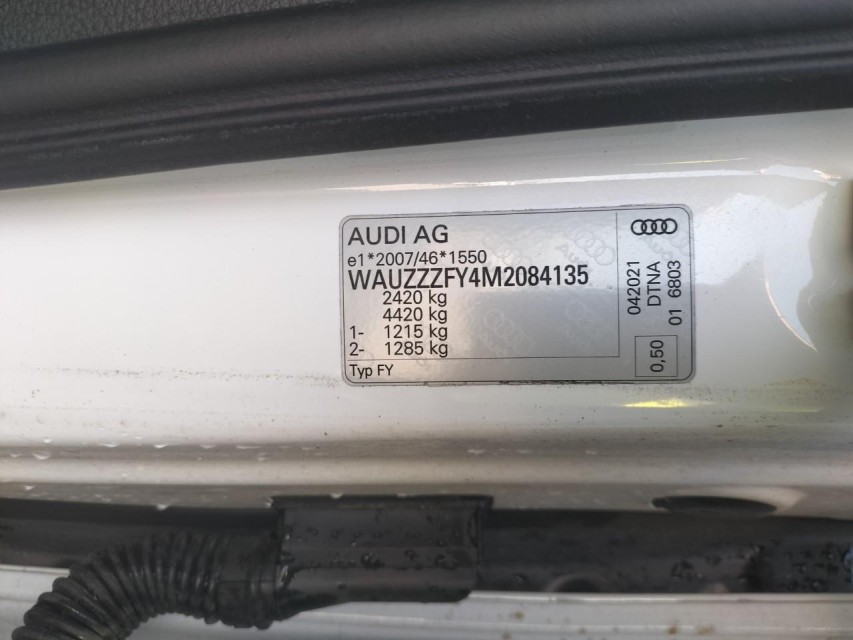 AUDI AG
e1*2007/46*1550
WAUZZZFY4M2084135
2420 kg
4420 kg
1- 1215 kg
2- 1285 kg
Typ FY
042021
DTNA
01 6803
0,50